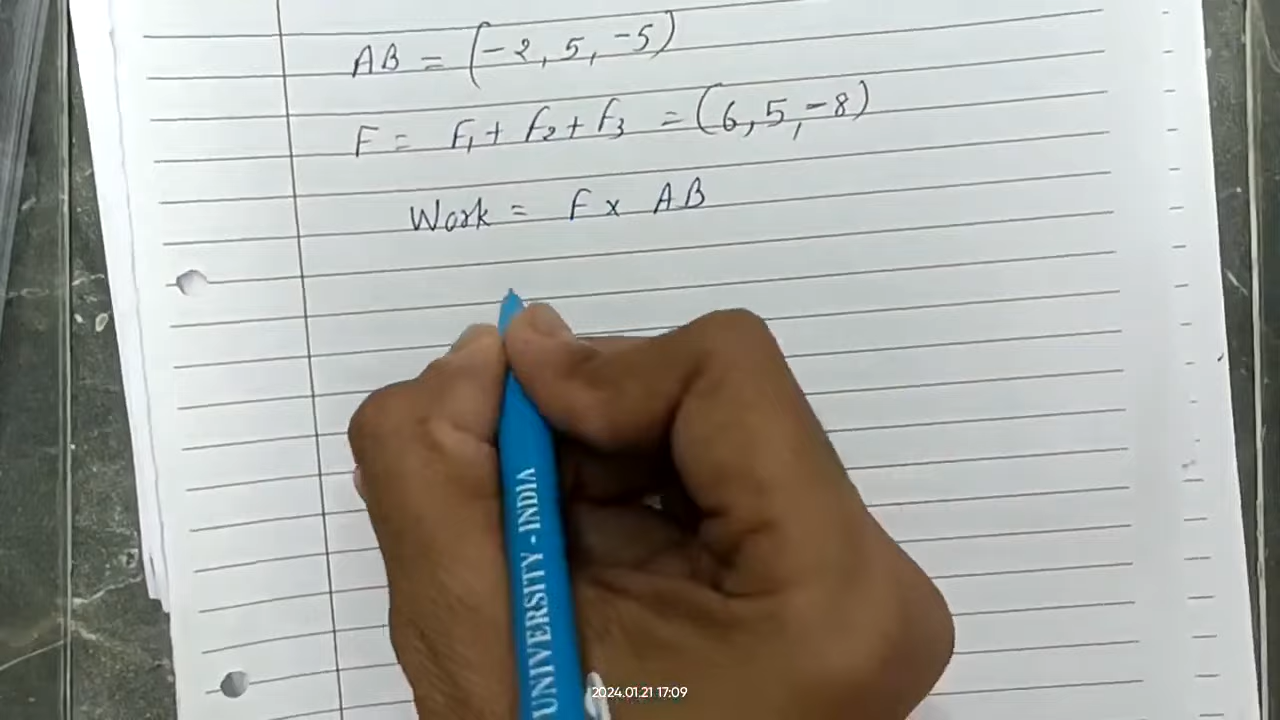 AB = (-2, 5, -5)
F = F₁ + F₂ + F₃ = (6, 5, -8)
Work = F × AB
UNIVERSITY - INDIA
2024.01.21 17:09